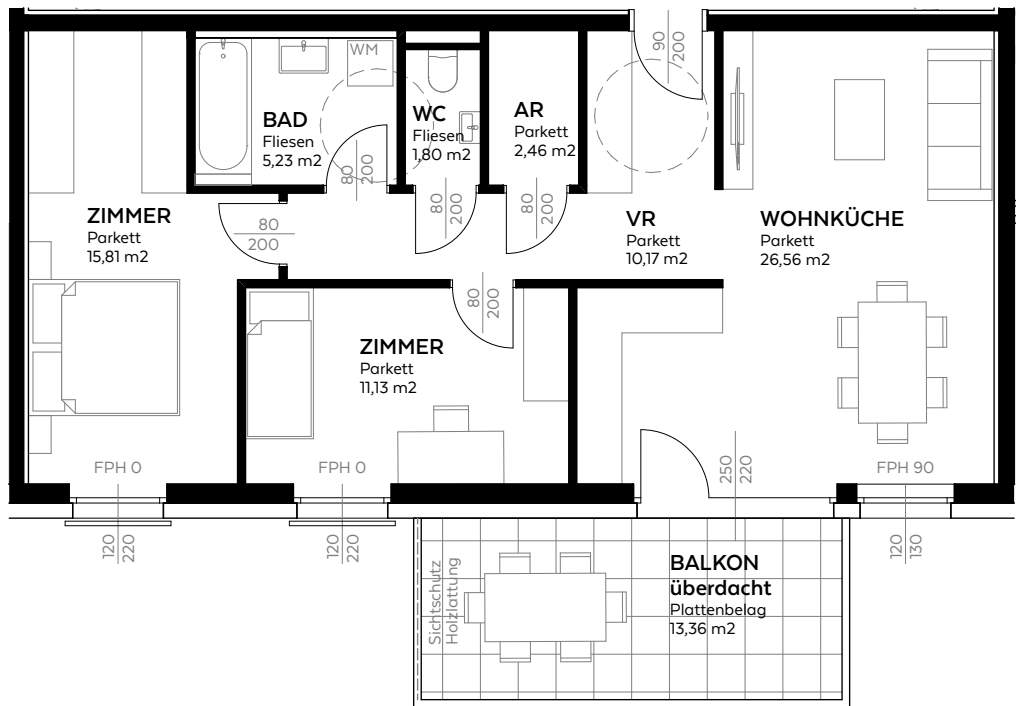 90
200
WM
BAD
Fliesen
5,23 m2
80
200
WC
Fliesen
1,80 m2
80
200
AR
Parkett
2,46 m2
80
200
ZIMMER
Parkett
15,81 m2
80
200
VR
Parkett
10,17 m2
WOHNKÜCHE
Parkett
26,56 m2
80
200
ZIMMER
Parkett
11,13 m2
FPH 0
FPH 0
250
220
FPH 90
120
220
120
220
120
130
Sichtschutz
Holzlattung
BALKON
überdacht
Plattenbelag
13,36 m2